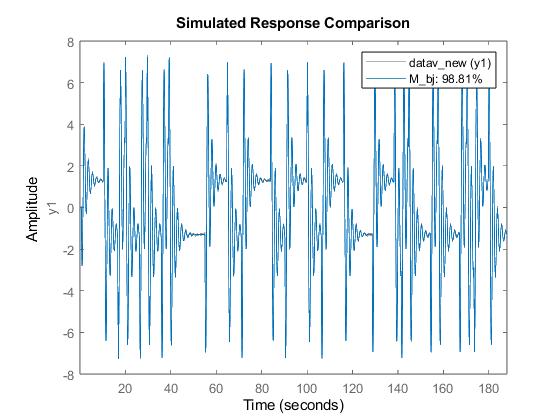 Simulated Response Comparison
datav_new (y1)
M_bj: 98.81%
Amplitude
y1
8
6
4
2
0
-2
-4
-6
-8
20 40 60 80 100 120 140 160 180
Time (seconds)